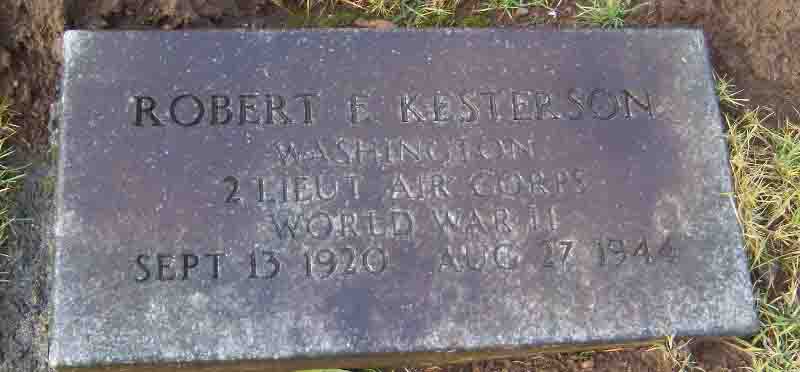 ROBERT E KESTERSON
WASHINGTON
2 LIEUT AIR CORPS
WORLD WAR II
SEPT 13 1920 AUG 27 1944